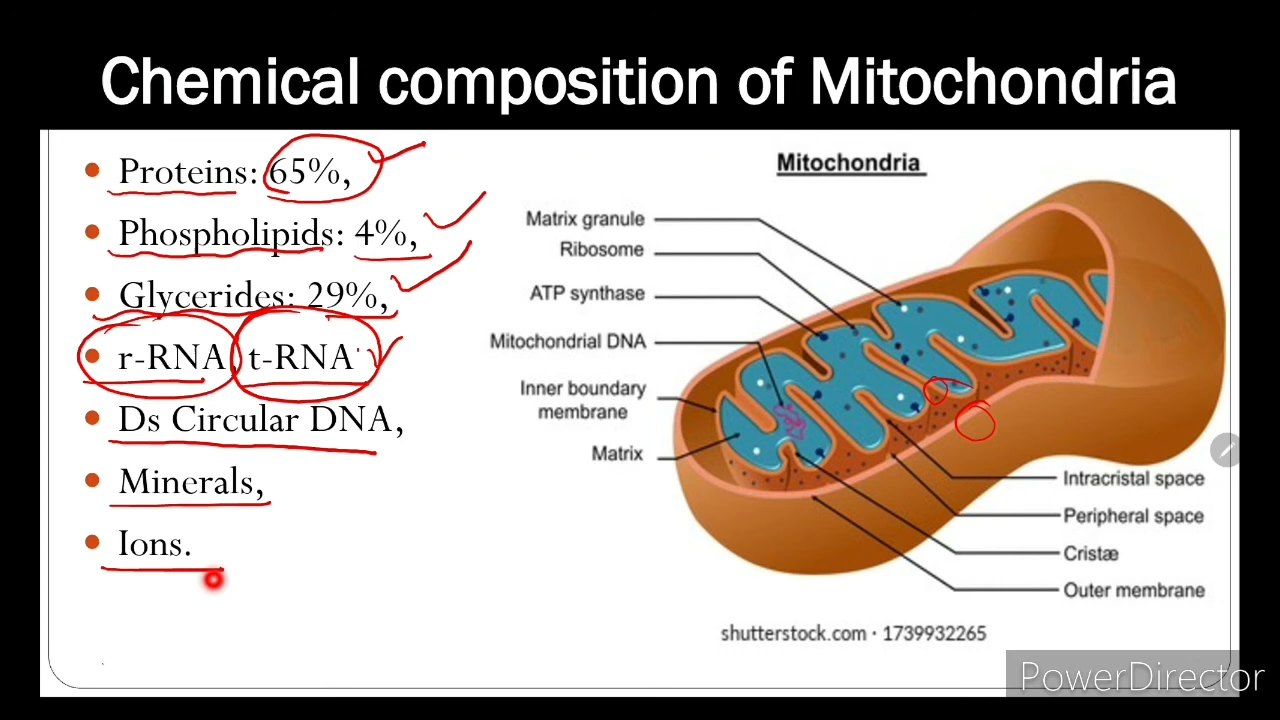 Chemical composition of Mitochondria
• Proteins: 65%,
• Phospholipids: 4%,
• Glycerides: 29%,
• r-RNA, t-RNA
• Ds Circular DNA,
• Minerals,
• Ions.
Mitochondria
Matrix granule
Ribosome
ATP synthase
Mitochondrial DNA
Inner boundary
membrane
Matrix
Intracristal space
Peripheral space
Cristæ
Outer membrane
shutterstock.com · 1739932265
PowerDirector